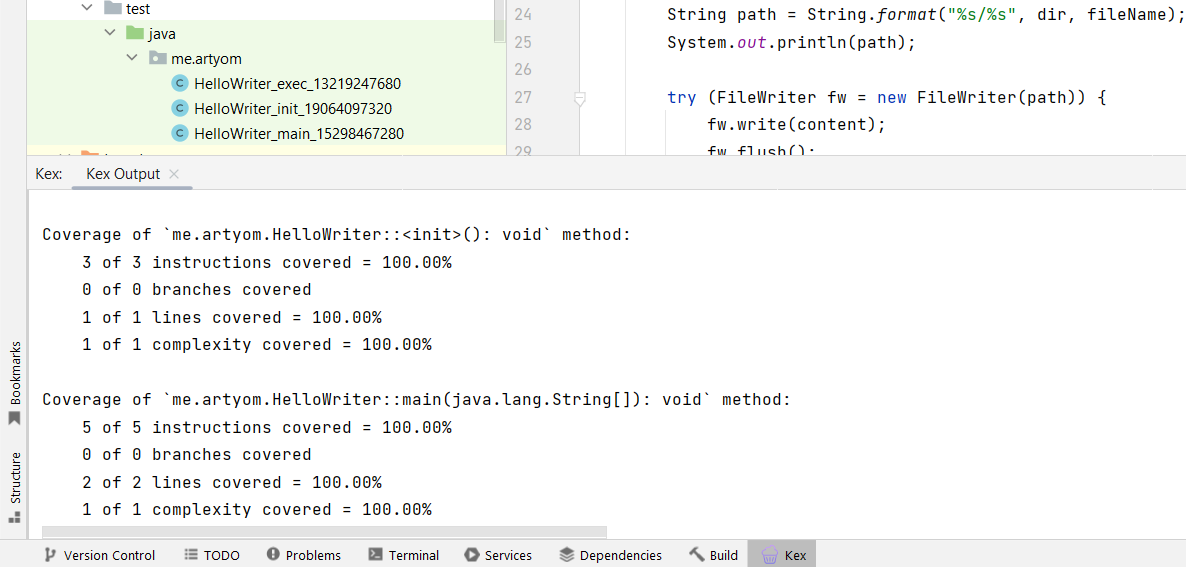 test
java
me.artyom
HelloWriter_exec_13219247680
HelloWriter_init_19064097320
HelloWriter_main_15298467280
24 String path = String.format("%s/%s", dir, fileName);
25 System.out.println(path);
26
27 try (FileWriter fw = new FileWriter(path)) {
28 fw.write(content);
29 fw.flush();
Kex: Kex Output
Coverage of `me.artyom.HelloWriter::<init>(): void` method:
3 of 3 instructions covered = 100.00%
0 of 0 branches covered
1 of 1 lines covered = 100.00%
1 of 1 complexity covered = 100.00%
Coverage of `me.artyom.HelloWriter::main(java.lang.String[]): void` method:
5 of 5 instructions covered = 100.00%
0 of 0 branches covered
2 of 2 lines covered = 100.00%
1 of 1 complexity covered = 100.00%
Bookmarks
Structure
Version Control TODO Problems Terminal Services Dependencies Build Kex